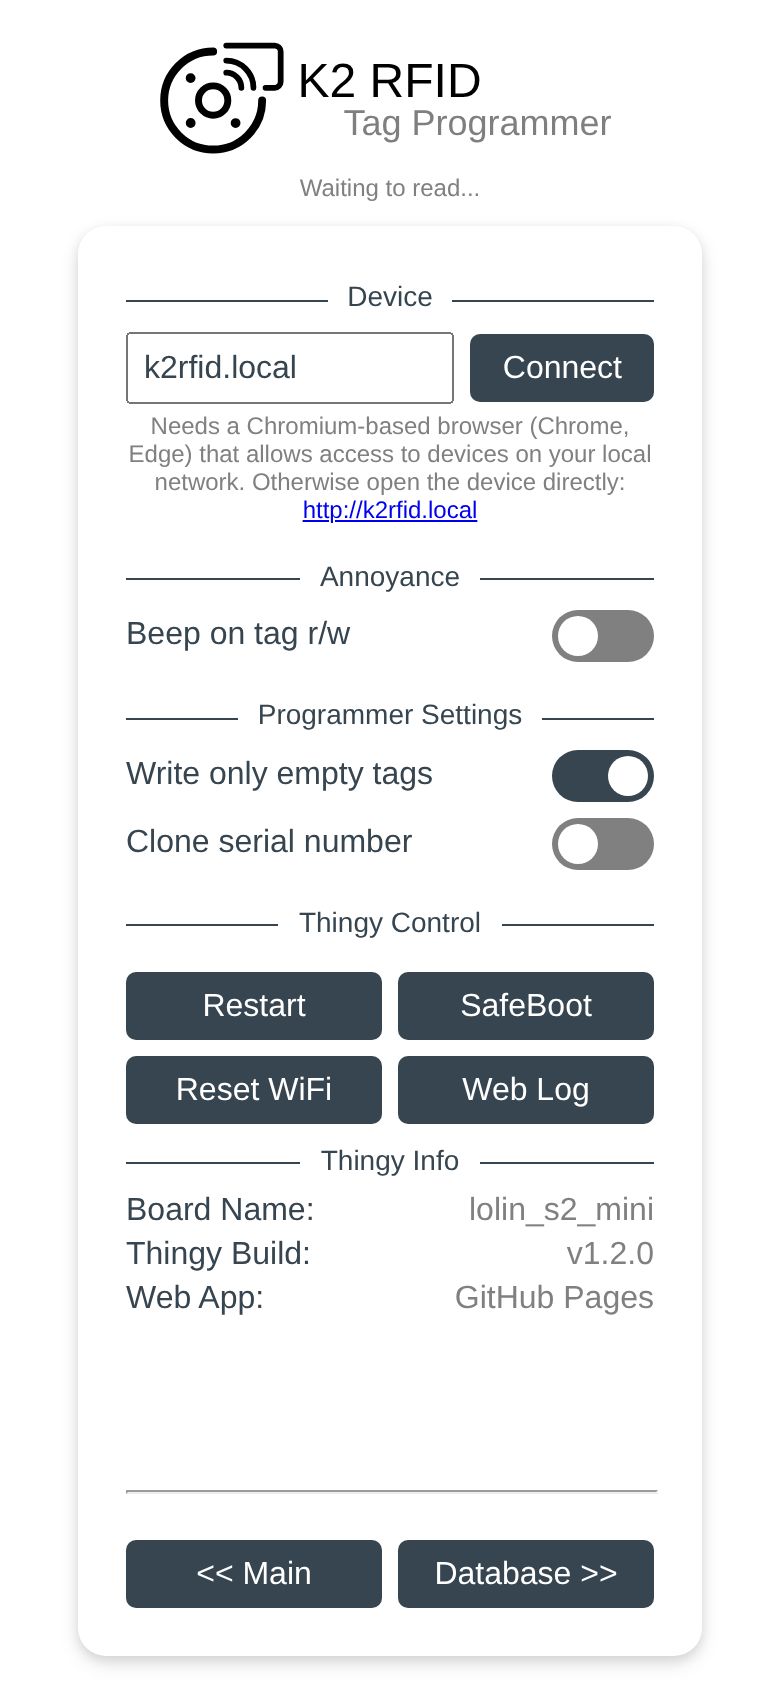 K2 RFID
Tag Programmer
Waiting to read...
Device
k2rfid.local Connect
Needs a Chromium-based browser (Chrome,
Edge) that allows access to devices on your local
network. Otherwise open the device directly:
http://k2rfid.local
Annoyance
Beep on tag r/w
Programmer Settings
Write only empty tags
Clone serial number
Thingy Control
Restart SafeBoot
Reset WiFi Web Log
Thingy Info
Board Name: lolin_s2_mini
Thingy Build: v1.2.0
Web App: GitHub Pages
<< Main Database >>